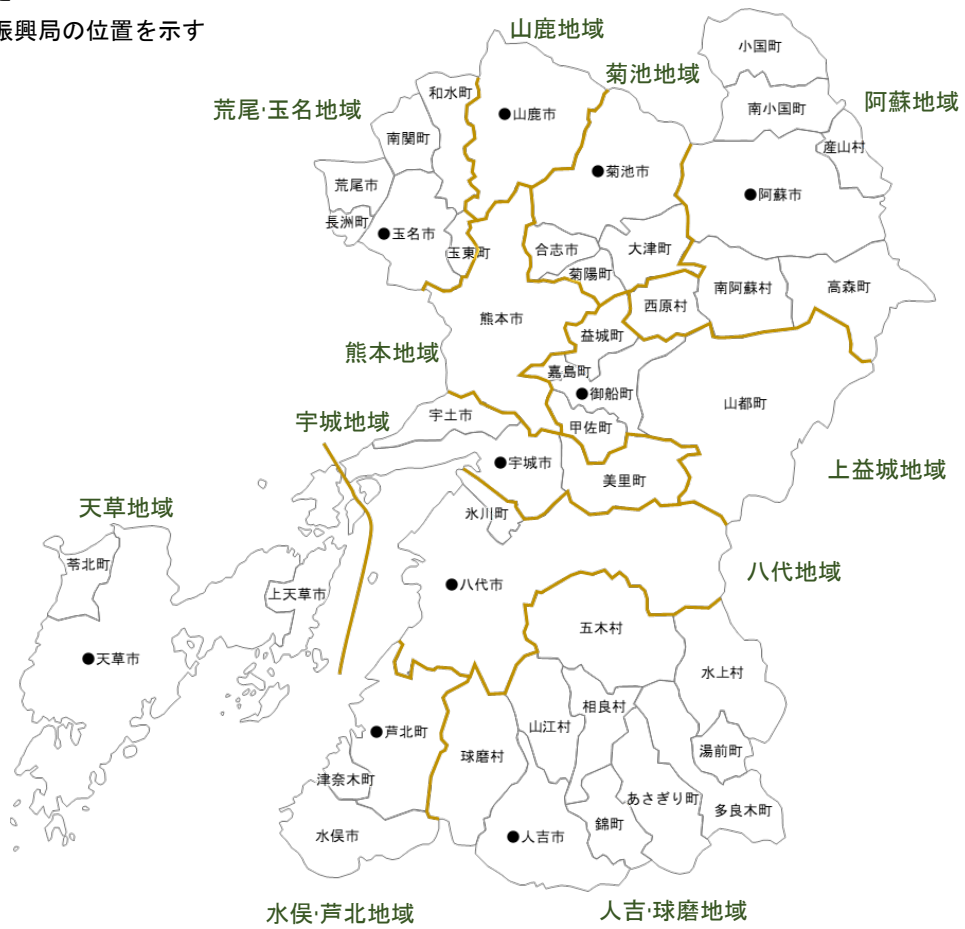 振興局の位置を示す
山鹿地域
小国町
菊池地域
和水町
荒尾・玉名地域
阿蘇地域
南小国町
●山鹿市
南関町
産山村
●菊池市
荒尾市
●阿蘇市
長洲町
●玉名市
玉東町
合志市
大津町
菊陽町
南阿蘇村
高森町
西原村
熊本市
益城町
熊本地域
嘉島町
●御船町
山都町
宇土市
宇城地域
甲佐町
●宇城市
上益城地域
美里町
天草地域
氷川町
苓北町
八代地域
●八代市
上天草市
五木村
●天草市
水上村
相良村
山江村
●芦北町
湯前町
球磨村
津奈木町
あさぎり町
多良木町
錦町
水俣市
●人吉市
水俣・芦北地域
人吉・球磨地域